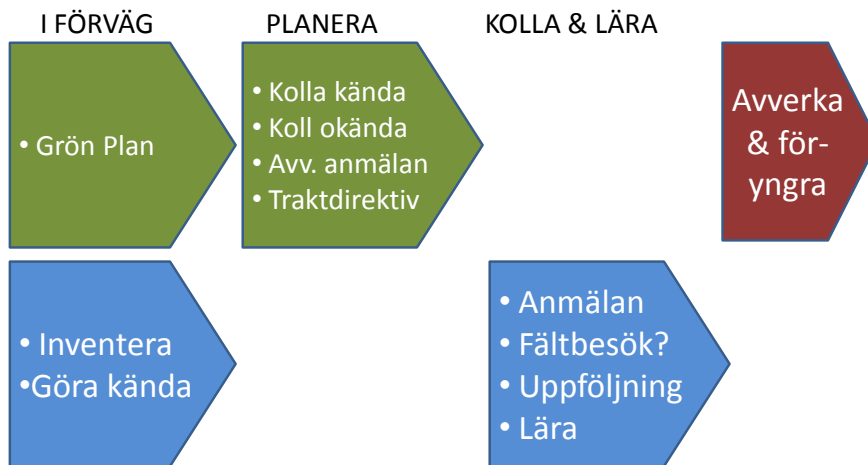 I FÖRVÄG
PLANERA
KOLLA & LÄRA
• Grön Plan
• Kolla kända
• Koll okända
• Avv. anmälan
• Traktdirektiv
Avverka
& för-
yngra
• Inventera
•Göra kända
• Anmälan
• Fältbesök?
• Uppföljning
• Lära